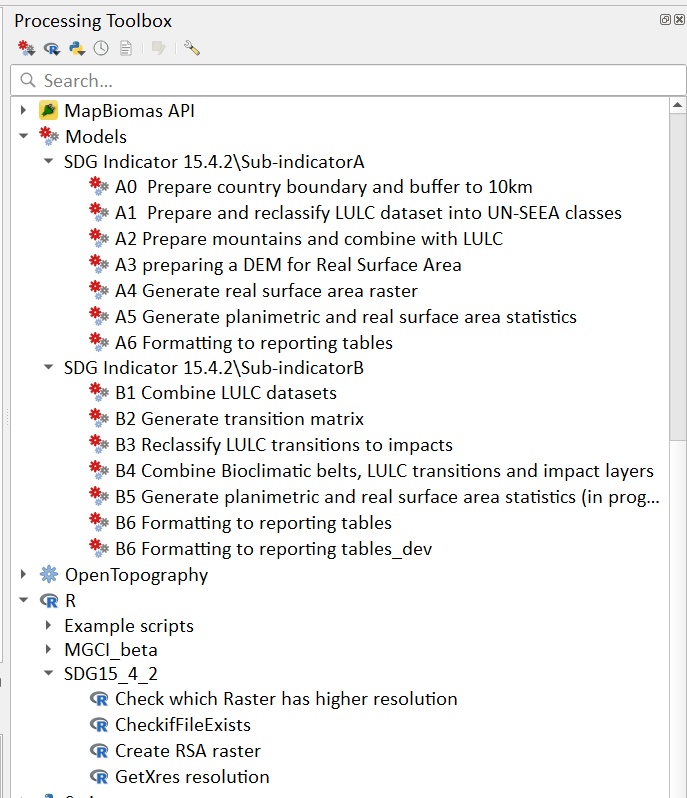 Processing Toolbox
Search...
MapBiomas API
Models
SDG Indicator 15.4.2\Sub-indicatorA
A0  Prepare country boundary and buffer to 10km
A1  Prepare and reclassify LULC dataset into UN-SEEA classes
A2 Prepare mountains and combine with LULC
A3 preparing a DEM for Real Surface Area
A4 Generate real surface area raster
A5 Generate planimetric and real surface area statistics
A6 Formatting to reporting tables
SDG Indicator 15.4.2\Sub-indicatorB
B1 Combine LULC datasets
B2 Generate transition matrix
B3 Reclassify LULC transitions to impacts
B4 Combine Bioclimatic belts, LULC transitions and impact layers
B5 Generate planimetric and real surface area statistics (in prog...
B6 Formatting to reporting tables
B6 Formatting to reporting tables_dev
OpenTopography
R
Example scripts
MGCI_beta
SDG15_4_2
Check which Raster has higher resolution
CheckifFileExists
Create RSA raster
GetXres resolution